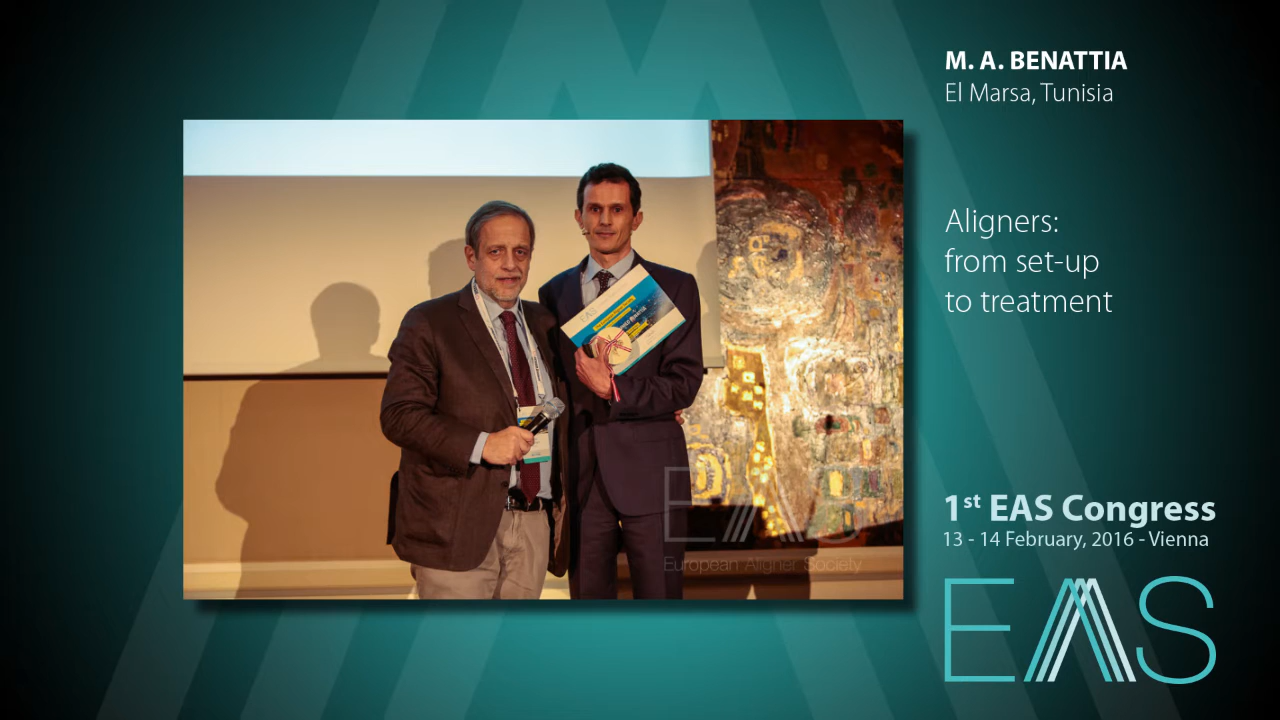 M. A. BENATTIA
El Marsa, Tunisia
Aligners:
from set-up
to treatment
EAS
EAS
European Aligner Society
1st EAS Congress
13 - 14 February, 2016 - Vienna
EAS